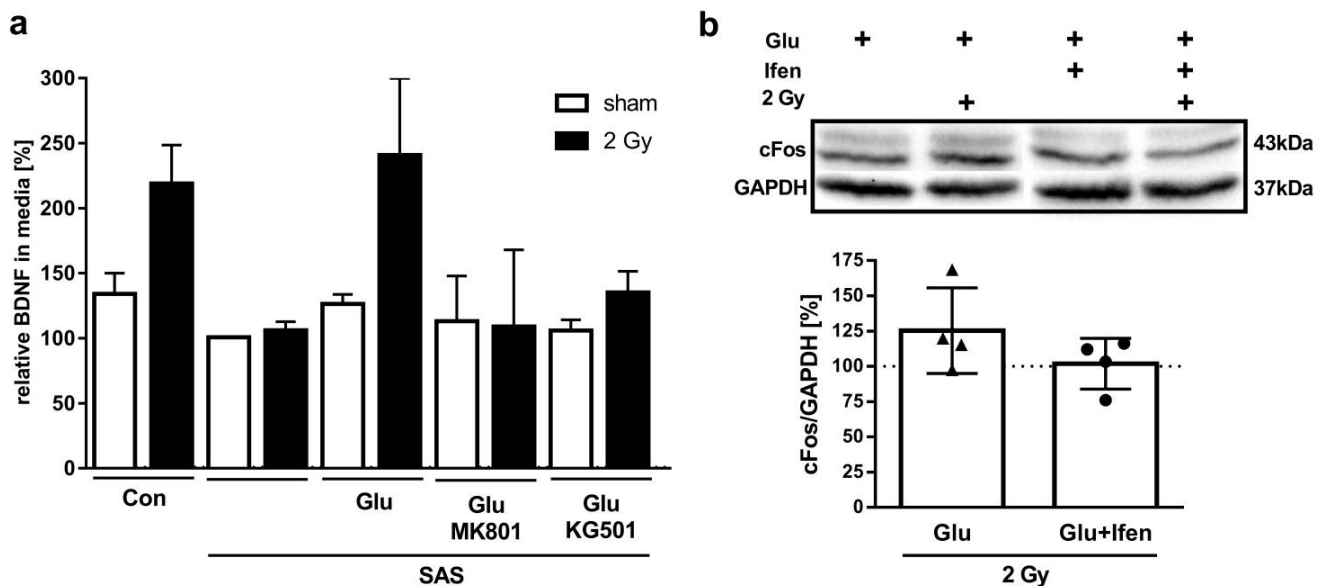 a
relative BDNF in media [%]
300
250
200
150
100
50
0
sham
2 Gy
Con
Glu
Glu
MK801
Glu
KG501
SAS
b
Glu + + + +
Ifen + +
2 Gy + +
cFos
43kDa
GAPDH
37kDa
cFos/GAPDH [%]
175
150
125
100
75
50
25
0
Glu
Glu+Ifen
2 Gy